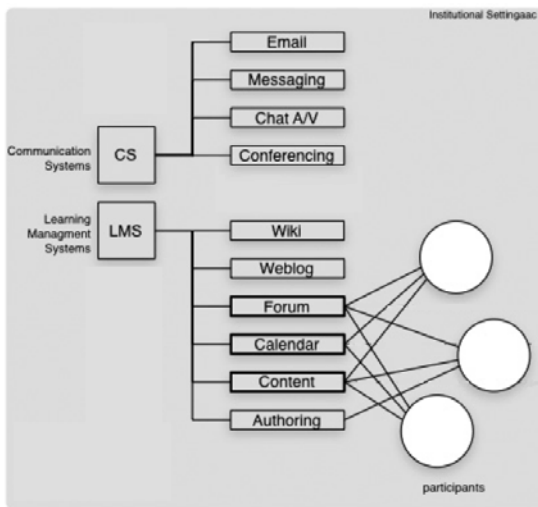 Institutional Settingaac
Email
Messaging
Chat A/V
Conferencing
Communication
Systems
CS
Learning
Managment
Systems
LMS
Wiki
Weblog
Forum
Calendar
Content
Authoring
participants